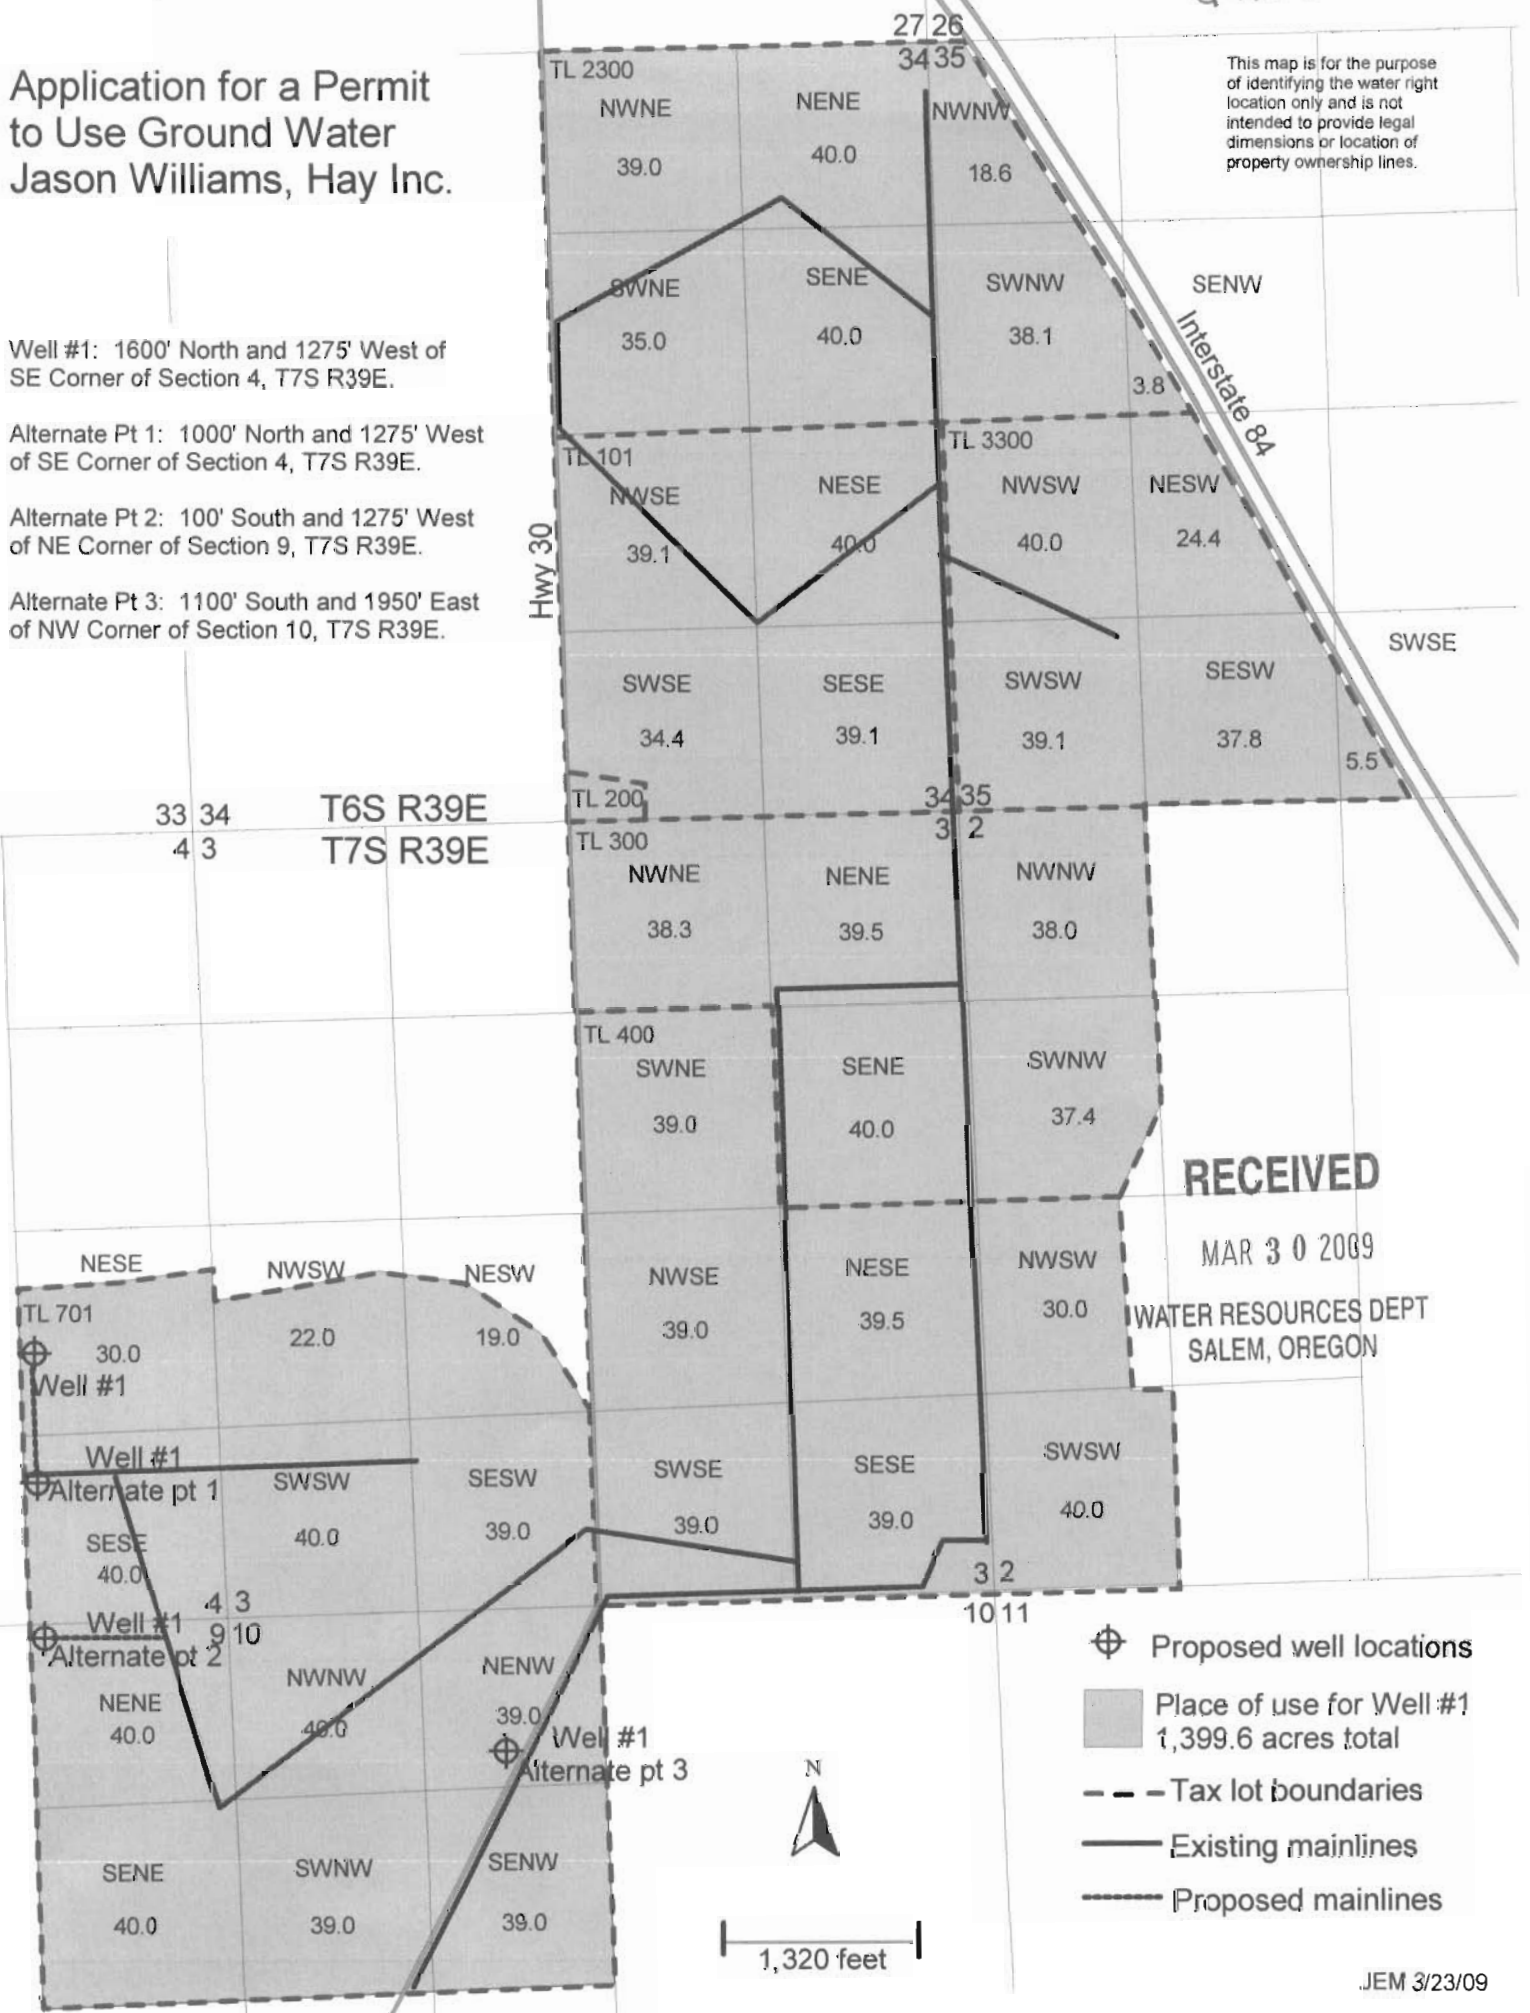 Application for a Permit
to Use Ground Water
Jason Williams, Hay Inc.
This map is for the purpose
of identifying the water right
location only and is not
intended to provide legal
dimensions or location of
property ownership lines.
Well #1: 1600' North and 1275' West of
SE Corner of Section 4, T7S R39E.
Alternate Pt 1: 1000' North and 1275' West
of SE Corner of Section 4, T7S R39E.
Alternate Pt 2: 100' South and 1275' West
of NE Corner of Section 9, T7S R39E.
Alternate Pt 3: 1100' South and 1950' East
of NW Corner of Section 10, T7S R39E.
27 26
34 35
TL 2300
NWNE
39.0
NENE
40.0
NWNW
18.6
SWNE
35.0
SENE
40.0
SWNW
38.1
SENW
3.8
Interstate 84
Hwy 30
TL 101
NWSE
39.1
NESE
40.0
TL 3300
NWSW
40.0
NESW
24.4
SWSE
34.4
SESE
39.1
SWSW
39.1
SESW
37.8
5.5
SWSE
TL 200
34 35
3 2
33 34 T6S R39E
4 3 T7S R39E
TL 300
NWNE
38.3
NENE
39.5
NWNW
38.0
TL 400
SWNE
39.0
SENE
40.0
SWNW
37.4
RECEIVED
MAR 30 2009
WATER RESOURCES DEPT
SALEM, OREGON
NWSE
39.0
NESE
39.5
NWSW
30.0
SWSE
39.0
SESE
39.0
SWSW
40.0
3 2
10 11
NESE
NWSW
NESW
TL 701
30.0
22.0
19.0
Well #1
Well #1
Alternate pt 1
SWSW
40.0
SESW
39.0
SESE
40.0
4 3
9 10
Well #1
Alternate pt 2
NENE
40.0
NWNW
40.0
NENW
39.0
Well #1
Alternate pt 3
SENE
40.0
SWNW
39.0
SENW
39.0
N
1,320 feet
Proposed well locations
Place of use for Well #1
1,399.6 acres total
Tax lot boundaries
Existing mainlines
Proposed mainlines
JEM 3/23/09